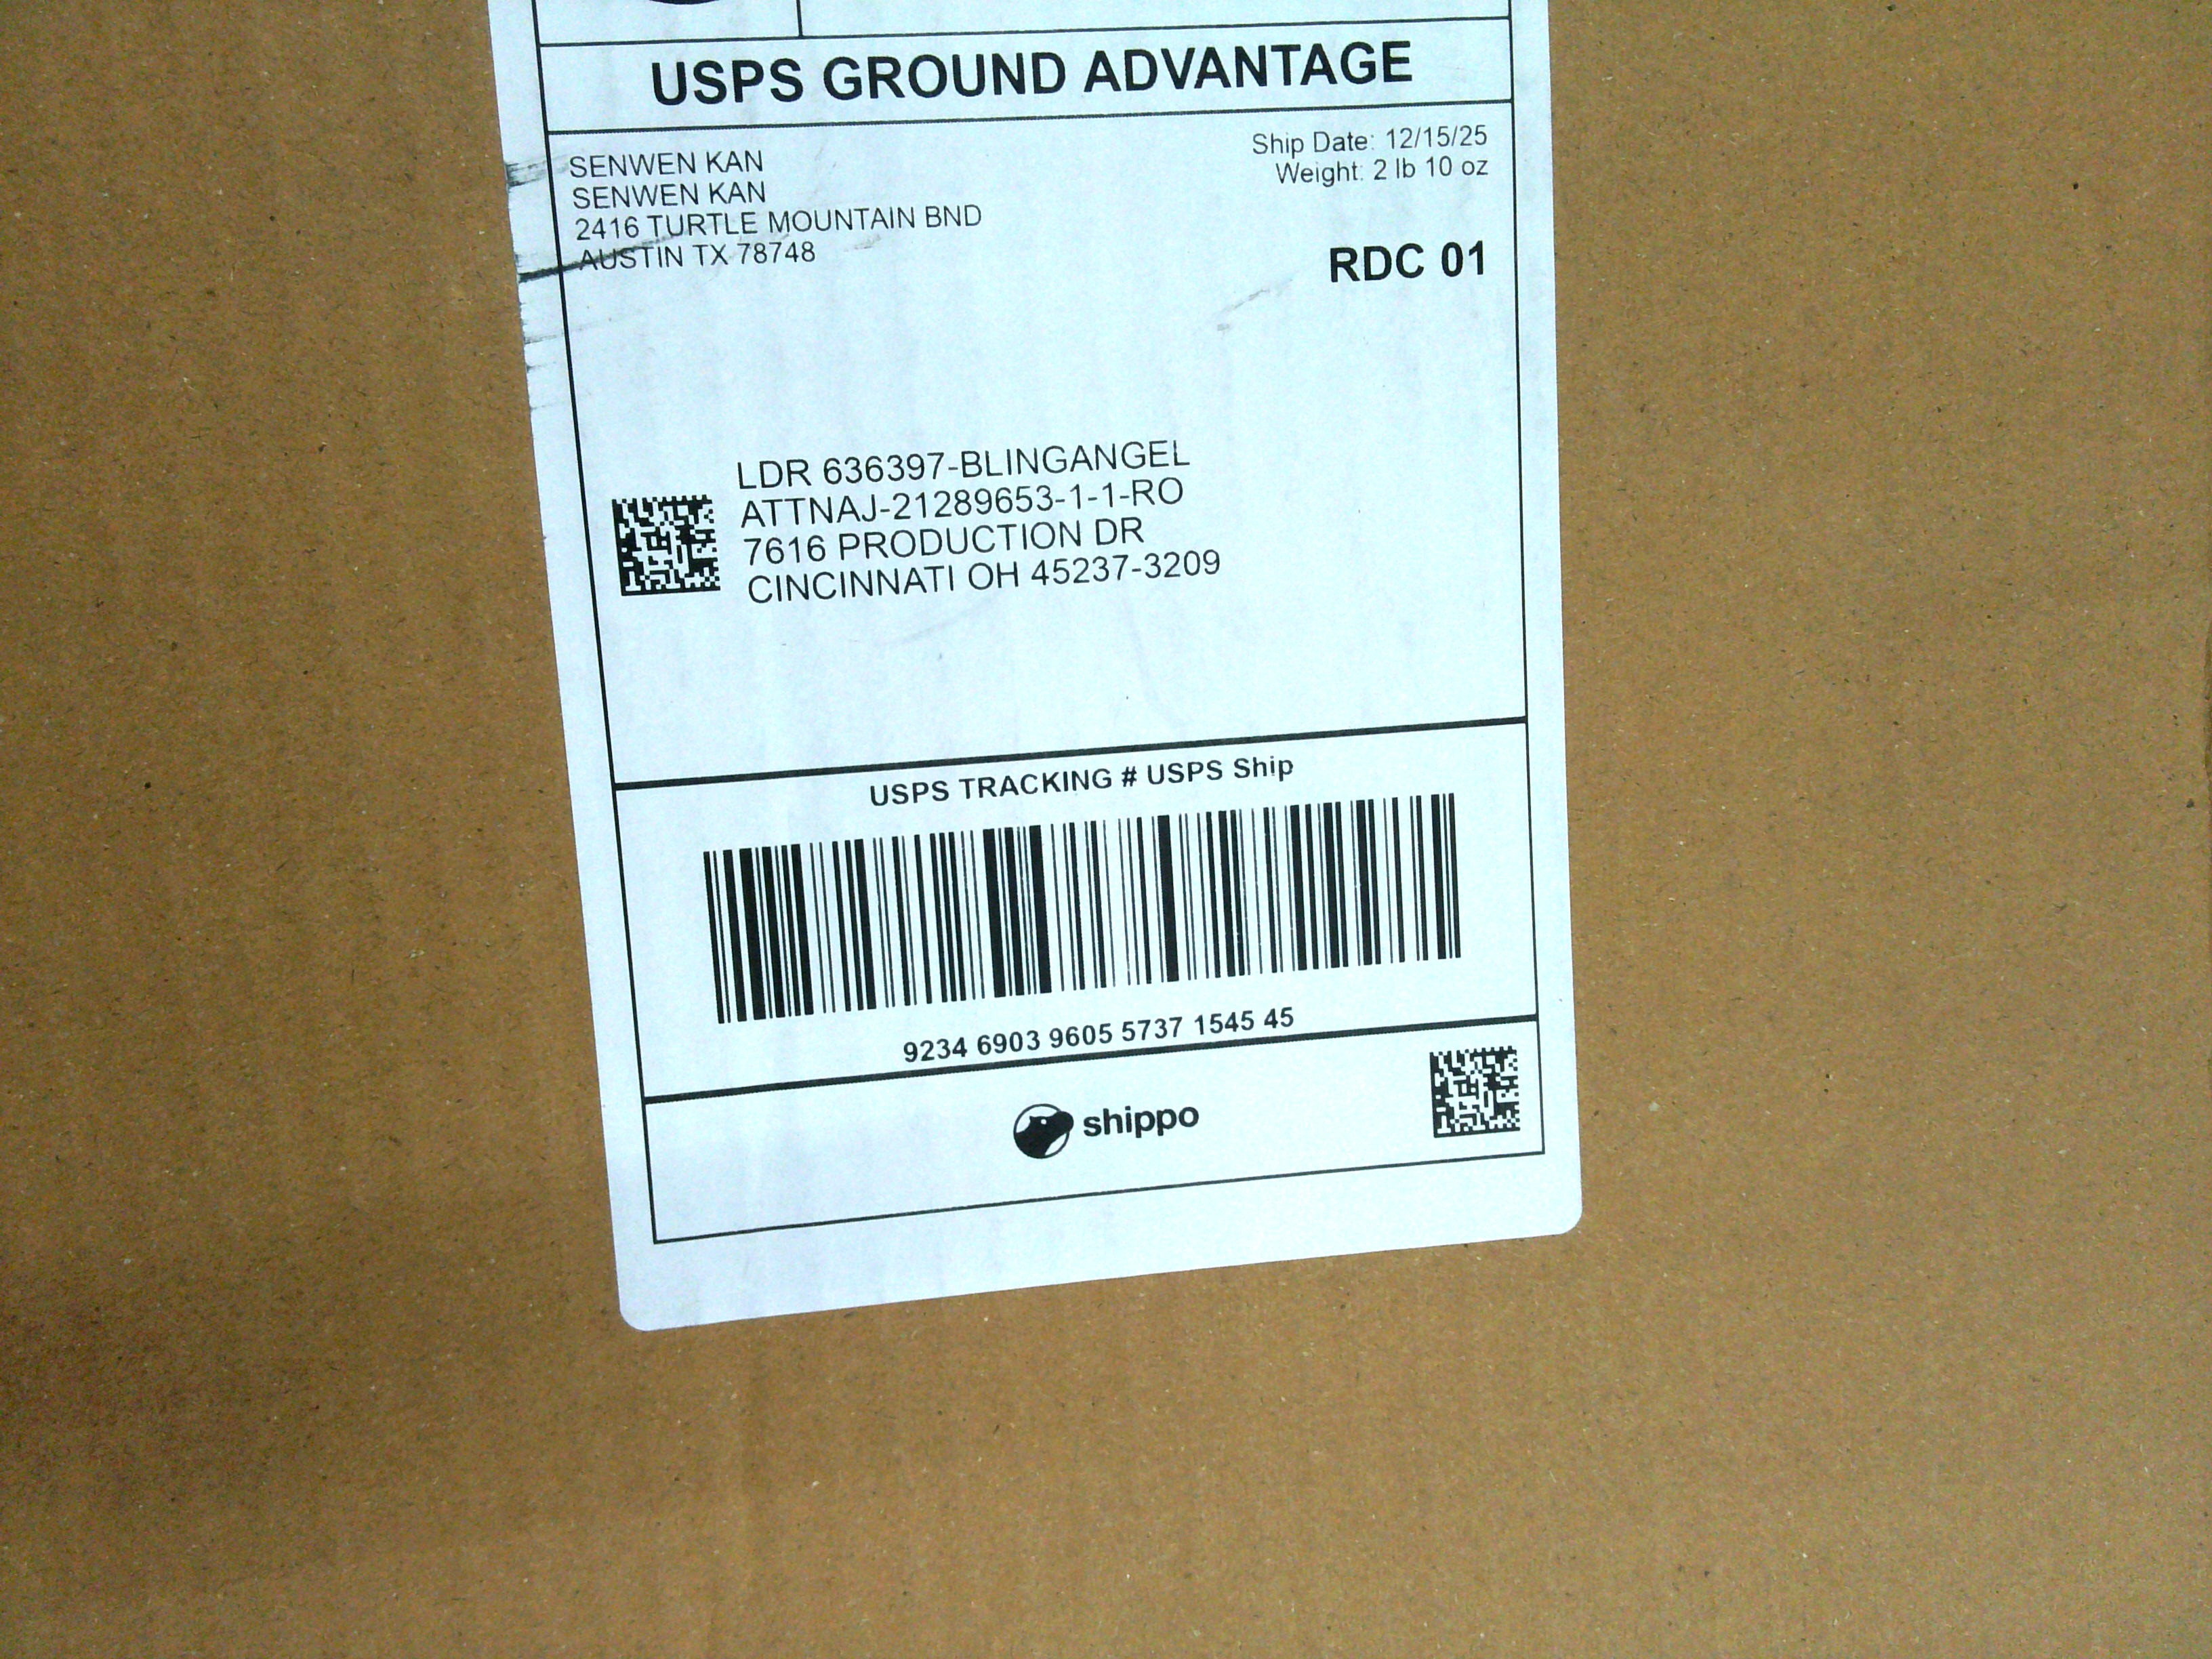 USPS GROUND ADVANTAGE
SENWEN KAN
SENWEN KAN
2416 TURTLE MOUNTAIN BND
AUSTIN TX 78748
Ship Date: 12/15/25
Weight: 2 lb 10 oz
RDC 01
LDR 636397-BLINGANGEL
ATTNAJ-21289653-1-1-RO
7616 PRODUCTION DR
CINCINNATI OH 45237-3209
USPS TRACKING # USPS Ship
9234 6903 9605 5737 1545 45
shippo